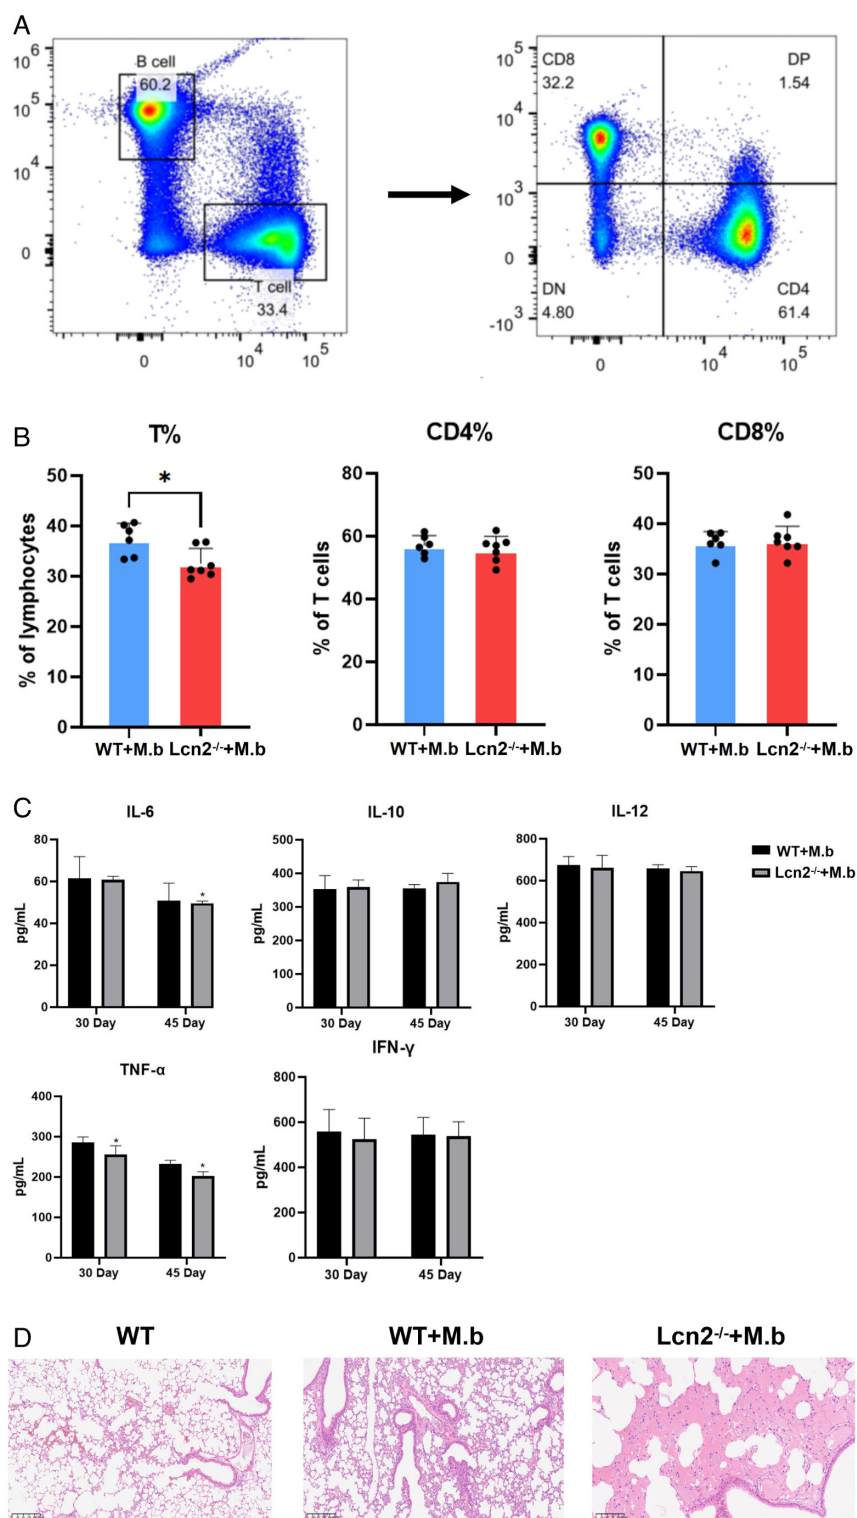 A
B cell
60.2
T cell
33.4
10^6
10^5
10^4
0
0
10^4
10^5
CD8
32.2
DP
1.54
DN
4.80
CD4
61.4
10^5
10^4
10^3
0
-10^3
0
10^4
10^5
B
T%
CD4%
CD8%
% of lymphocytes
50
40
30
20
10
0
*
WT+M.b Lcn2-/-+M.b
% of T cells
80
60
40
20
0
WT+M.b Lcn2-/-+M.b
% of T cells
50
40
30
20
10
0
WT+M.b Lcn2-/-+M.b
C
IL-6
pg/mL
80
60
40
20
0
*
30 Day 45 Day
IL-10
pg/mL
500
400
300
200
100
0
30 Day 45 Day
IL-12
pg/mL
800
600
400
200
0
30 Day 45 Day
WT+M.b
Lcn2-/-+M.b
TNF-α
pg/mL
400
300
200
100
0
*
*
30 Day 45 Day
IFN-γ
pg/mL
800
600
400
200
0
30 Day 45 Day
D
WT
WT+M.b
Lcn2-/-+M.b